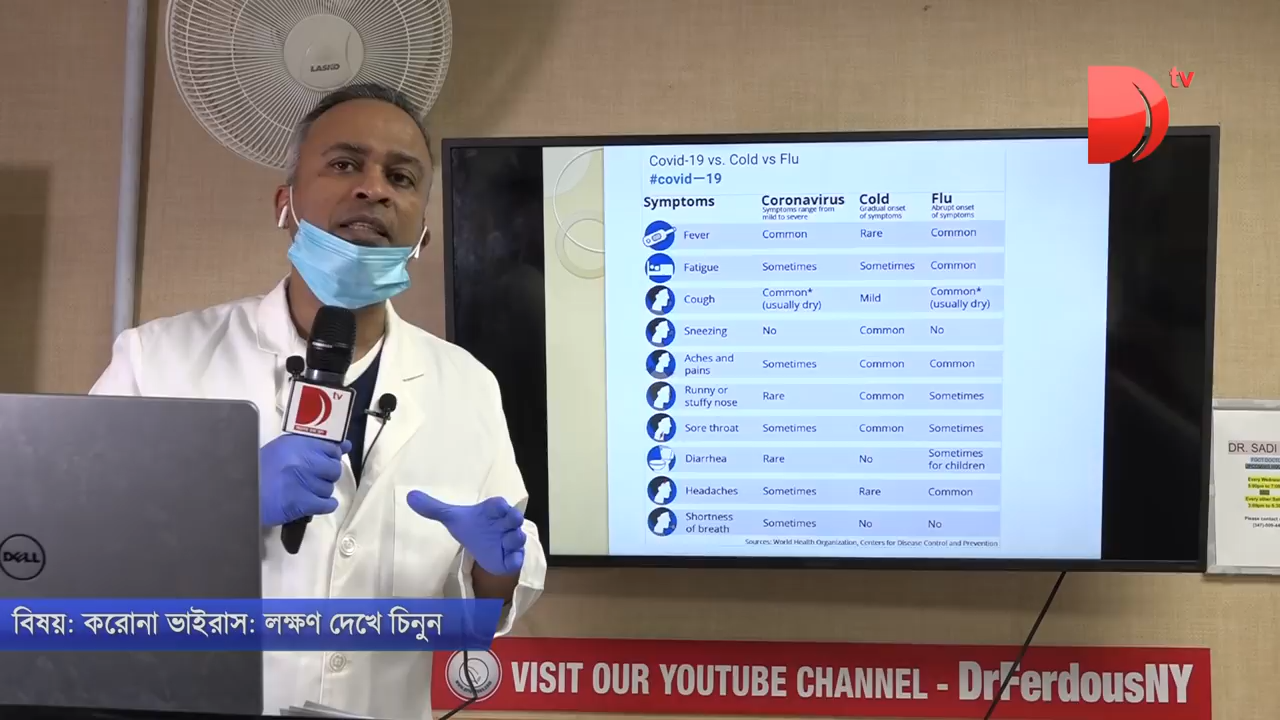 LASKO
tv
Covid-19 vs. Cold vs Flu
#covid—19
Symptoms Coronavirus Cold Flu
Symptoms range from mild to severe Gradual onset of symptoms Abrupt onset of symptoms
Fever Common Rare Common
Fatigue Sometimes Sometimes Common
Cough Common* (usually dry) Mild Common* (usually dry)
Sneezing No Common No
Aches and pains Sometimes Common Common
Runny or stuffy nose Rare Common Sometimes
Sore throat Sometimes Common Sometimes
Diarrhea Rare No Sometimes for children
Headaches Sometimes Rare Common
Shortness of breath Sometimes No No
Sources: World Health Organization, Centers for Disease Control and Prevention
tv
DR. SADI
DELL
বিষয়: করোনা ভাইরাস: লক্ষণ দেখে চিনুন
VISIT OUR YOUTUBE CHANNEL - DrFerdousNY